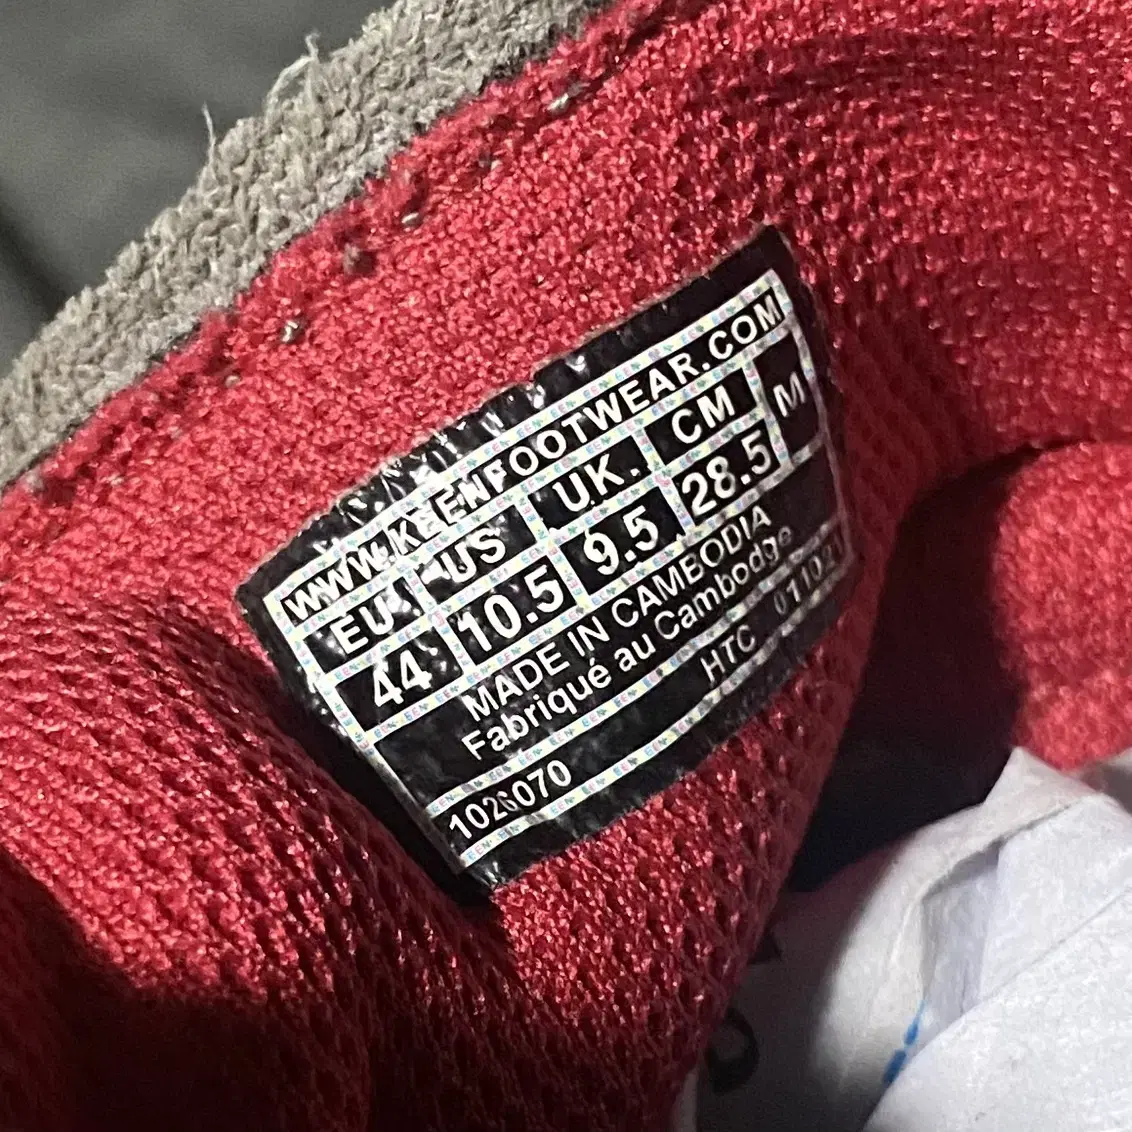 WWW.KEENFOOTWEAR.COM
EU. US UK. CM M
44 10.5 9.5 28.5
MADE IN CAMBODIA
Fabriqué au Cambodge
HTC
1026070